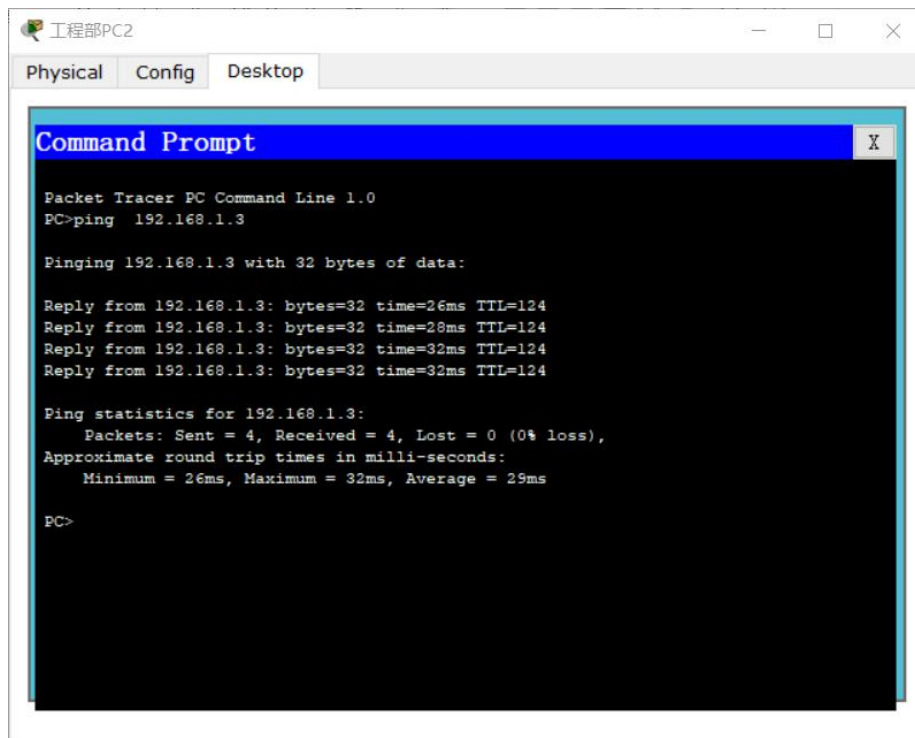 工程部PC2
Physical Config Desktop
Command Prompt X
Packet Tracer PC Command Line 1.0
PC>ping  192.168.1.3
Pinging 192.168.1.3 with 32 bytes of data:
Reply from 192.168.1.3: bytes=32 time=26ms TTL=124
Reply from 192.168.1.3: bytes=32 time=28ms TTL=124
Reply from 192.168.1.3: bytes=32 time=32ms TTL=124
Reply from 192.168.1.3: bytes=32 time=32ms TTL=124
Ping statistics for 192.168.1.3:
Packets: Sent = 4, Received = 4, Lost = 0 (0% loss),
Approximate round trip times in milli-seconds:
Minimum = 26ms, Maximum = 32ms, Average = 29ms
PC>